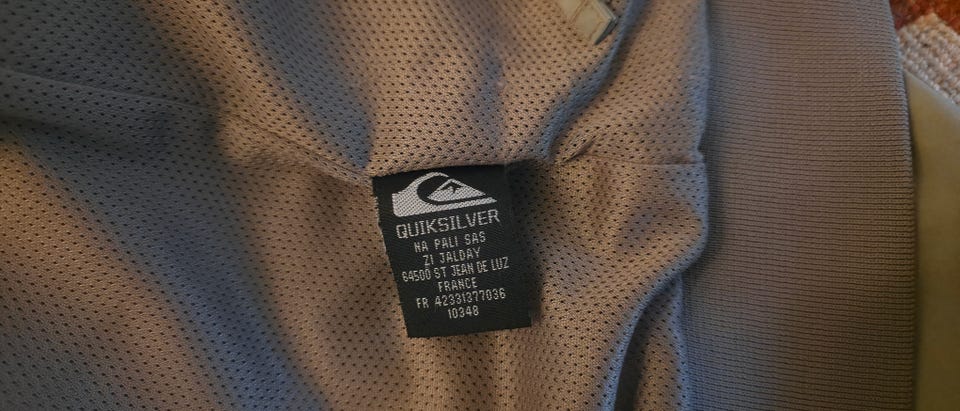 QUIKSILVER
NA PALI SAS
ZI JALDAY
64500 ST JEAN DE LUZ
FRANCE
FR 42331377036
10348